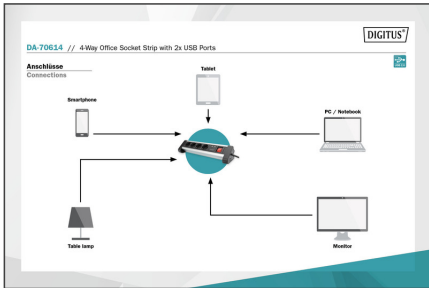 DIGITUS®
DA-70614 // 4-Way Office Socket Strip with 2x USB Ports
Anschlüsse
Connections
Tablet
Smartphone
PC / Notebook
Table lamp
Monitor